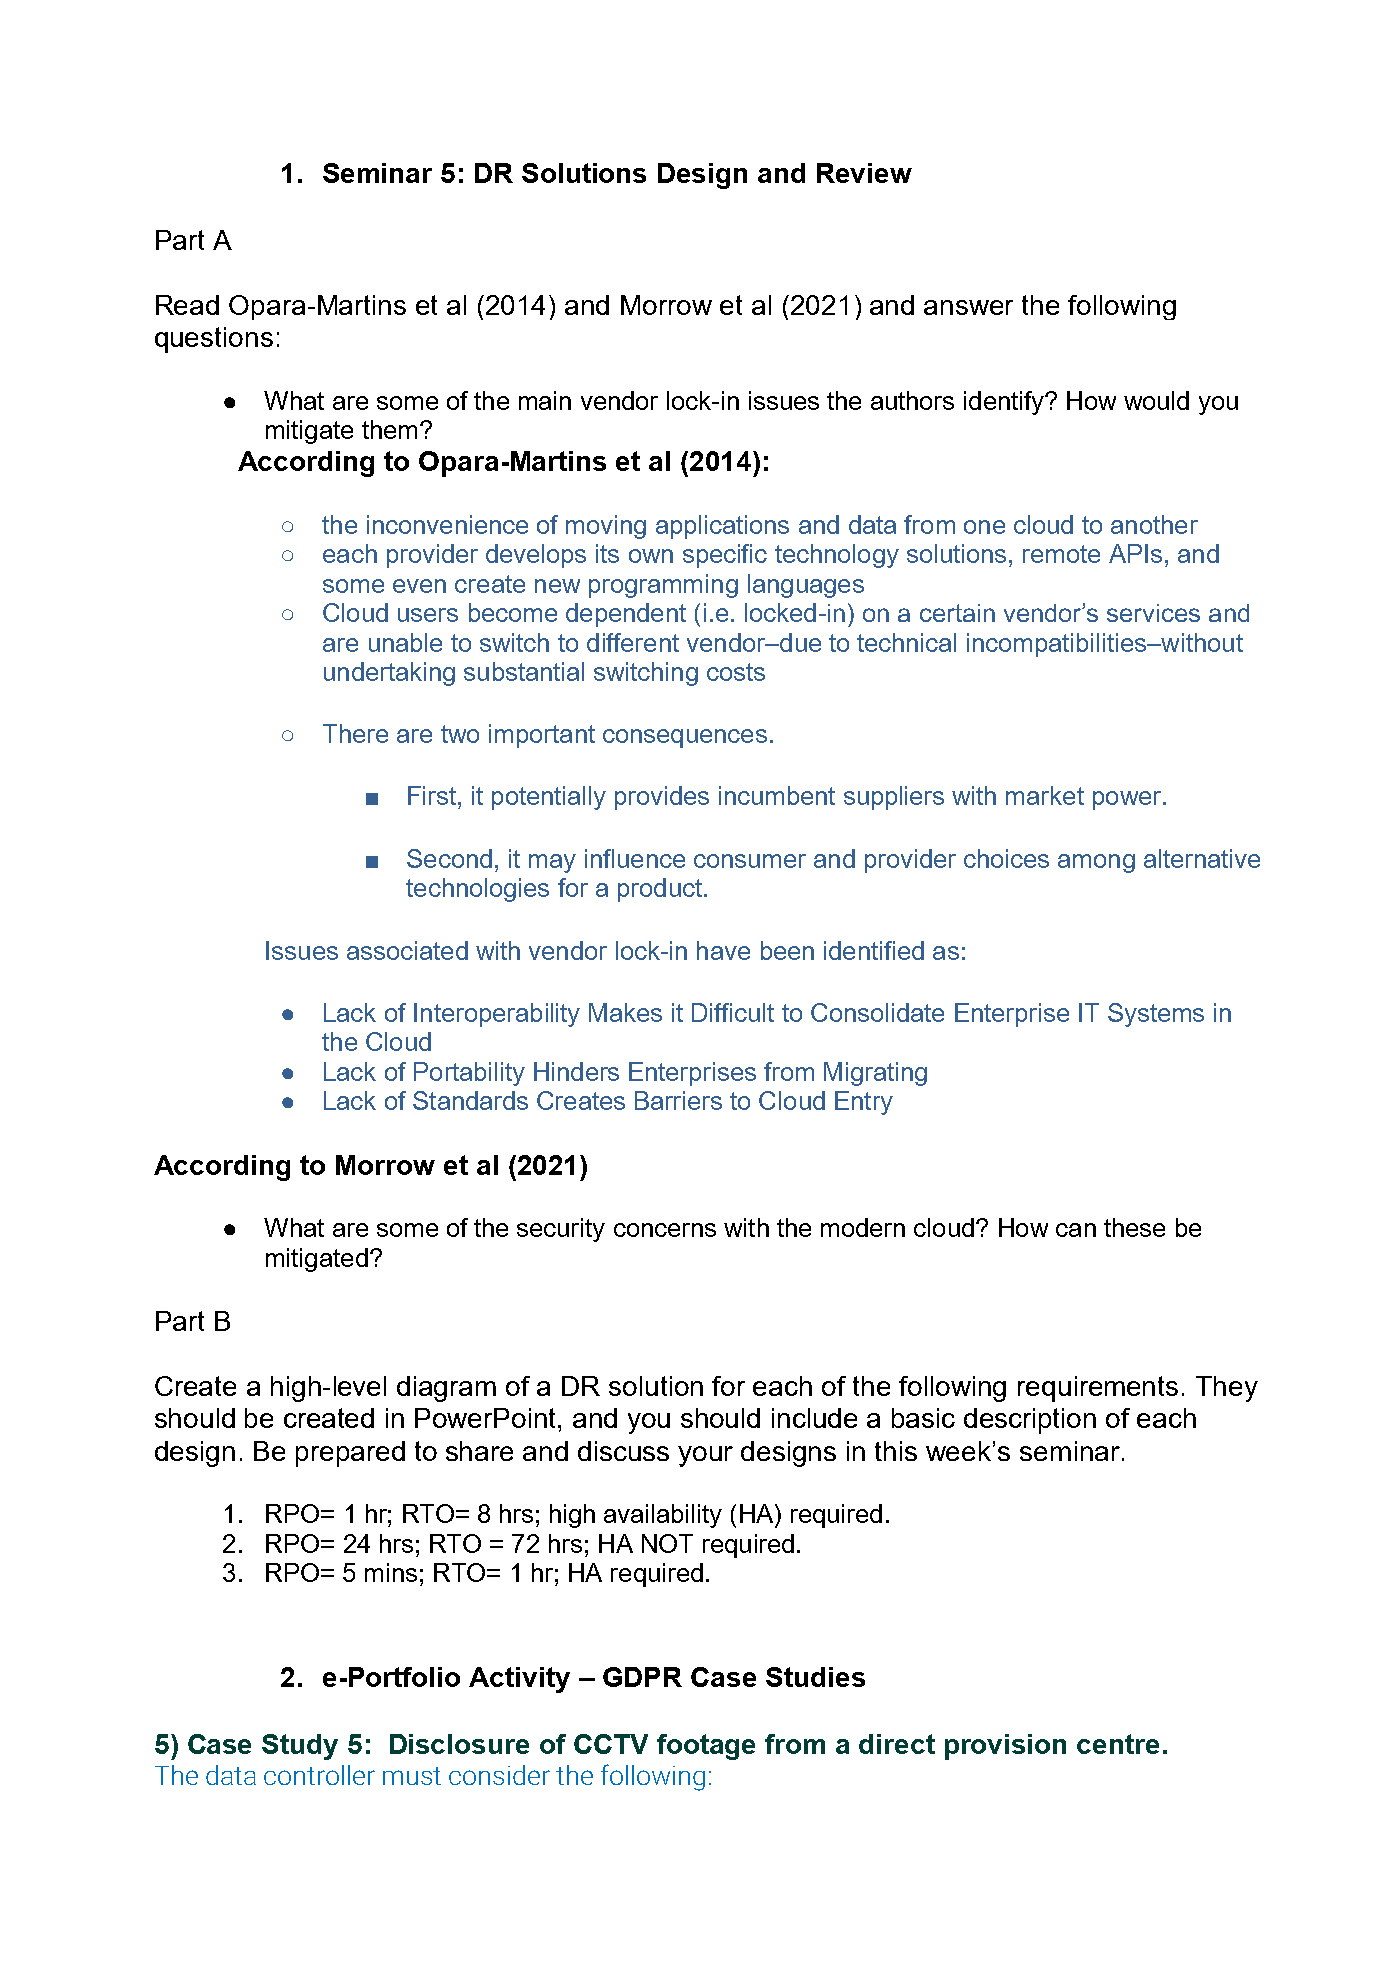 1. Seminar 5: DR Solutions Design and Review
Part A
Read Opara-Martins et al (2014) and Morrow et al (2021) and answer the following
questions:
● What are some of the main vendor lock-in issues the authors identify? How would you
mitigate them?
According to Opara-Martins et al (2014):
○ the inconvenience of moving applications and data from one cloud to another
○ each provider develops its own specific technology solutions, remote APIs, and
some even create new programming languages
○ Cloud users become dependent (i.e. locked-in) on a certain vendor’s services and
are unable to switch to different vendor–due to technical incompatibilities–without
undertaking substantial switching costs
○ There are two important consequences.
■ First, it potentially provides incumbent suppliers with market power.
■ Second, it may influence consumer and provider choices among alternative
technologies for a product.
Issues associated with vendor lock-in have been identified as:
● Lack of Interoperability Makes it Difficult to Consolidate Enterprise IT Systems in
the Cloud
● Lack of Portability Hinders Enterprises from Migrating
● Lack of Standards Creates Barriers to Cloud Entry
According to Morrow et al (2021)
● What are some of the security concerns with the modern cloud? How can these be
mitigated?
Part B
Create a high-level diagram of a DR solution for each of the following requirements. They
should be created in PowerPoint, and you should include a basic description of each
design. Be prepared to share and discuss your designs in this week’s seminar.
1. RPO= 1 hr; RTO= 8 hrs; high availability (HA) required.
2. RPO= 24 hrs; RTO = 72 hrs; HA NOT required.
3. RPO= 5 mins; RTO= 1 hr; HA required.
2. e-Portfolio Activity – GDPR Case Studies
5) Case Study 5: Disclosure of CCTV footage from a direct provision centre.
The data controller must consider the following: